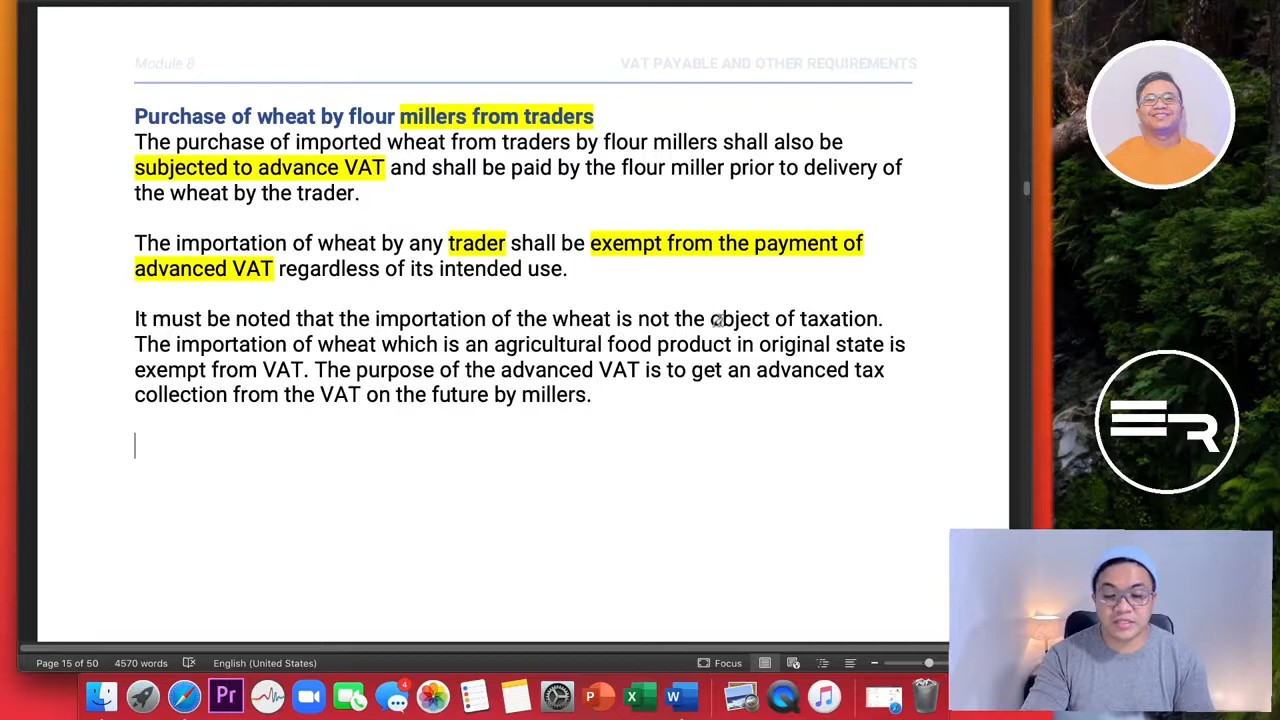 Module 8
VAT PAYABLE AND OTHER REQUIREMENTS
Purchase of wheat by flour millers from traders
The purchase of imported wheat from traders by flour millers shall also be
subjected to advance VAT and shall be paid by the flour miller prior to delivery of
the wheat by the trader.
The importation of wheat by any trader shall be exempt from the payment of
advanced VAT regardless of its intended use.
It must be noted that the importation of the wheat is not the object of taxation.
The importation of wheat which is an agricultural food product in original state is
exempt from VAT. The purpose of the advanced VAT is to get an advanced tax
collection from the VAT on the future by millers.
ER
Page 15 of 50
4570 words
English (United States)
Focus
Pr
4
P
X
W